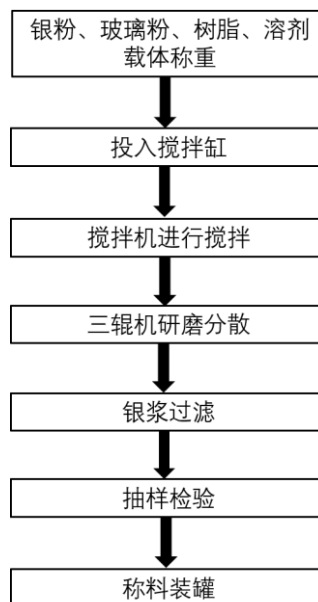 银粉、玻璃粉、树脂、溶剂
载体称重
投入搅拌缸
搅拌机进行搅拌
三辊机研磨分散
银浆过滤
抽样检验
称料装罐